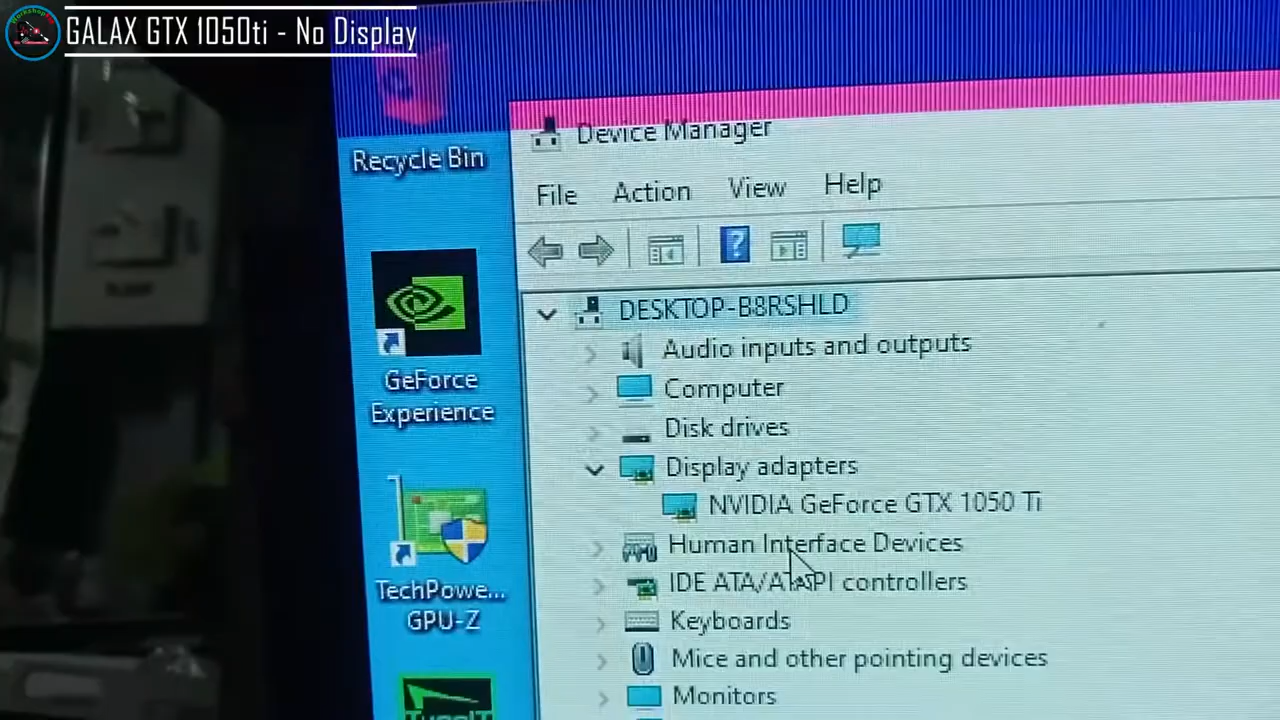 GALAX GTX 1050ti - No Display
Recycle Bin
Device Manager
File Action View Help
DESKTOP-B8RSHLD
Audio inputs and outputs
GeForce
Experience
Computer
Disk drives
Display adapters
NVIDIA GeForce GTX 1050 Ti
TechPowe...
GPU-Z
Human Interface Devices
IDE ATA/ATAPI controllers
Keyboards
Mice and other pointing devices
Monitors